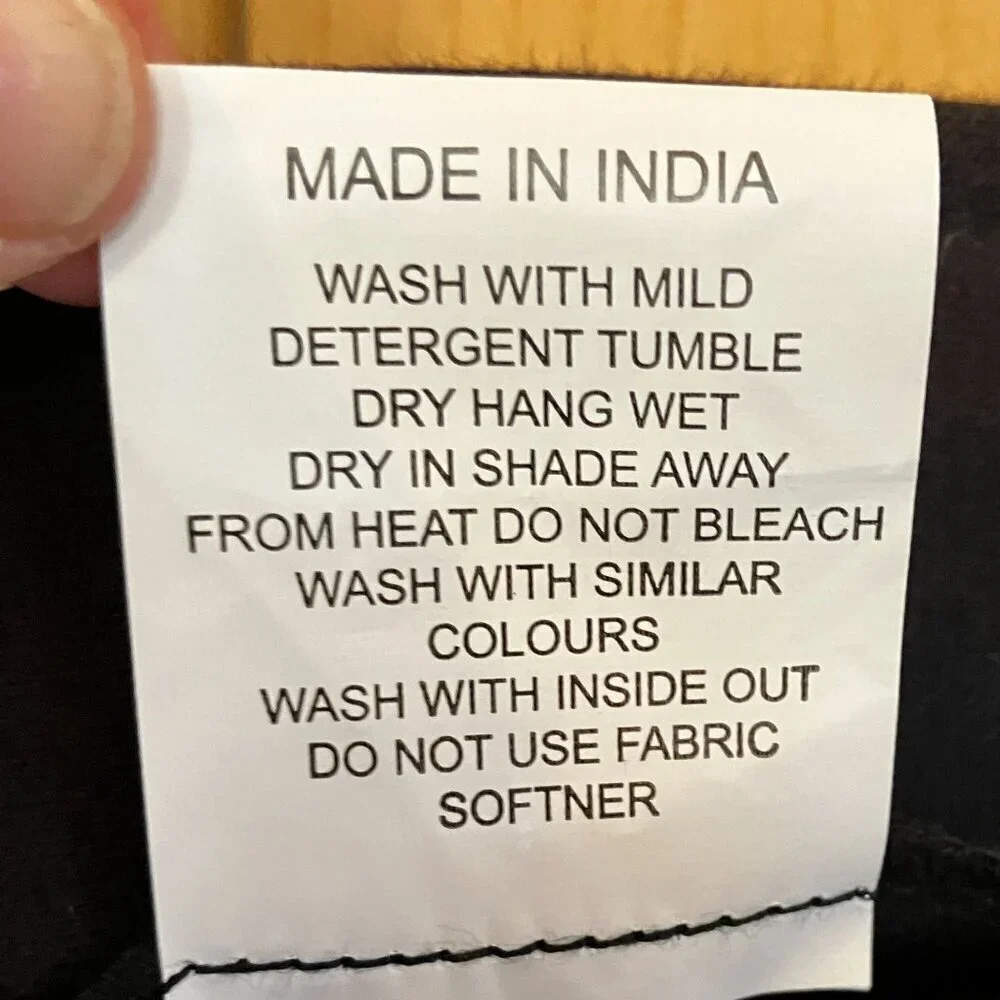 MADE IN INDIA
WASH WITH MILD
DETERGENT TUMBLE
DRY HANG WET
DRY IN SHADE AWAY
FROM HEAT DO NOT BLEACH
WASH WITH SIMILAR
COLOURS
WASH WITH INSIDE OUT
DO NOT USE FABRIC
SOFTNER